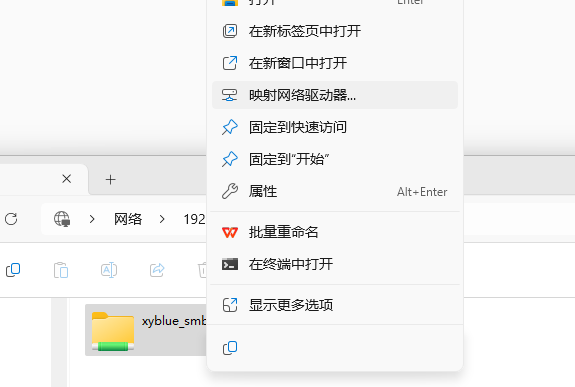 打开 Enter
在新标签页中打开
在新窗口中打开
映射网络驱动器...
固定到快速访问
固定到"开始"
属性 Alt+Enter
网络 192
批量重命名
在终端中打开
显示更多选项
xyblue_smb